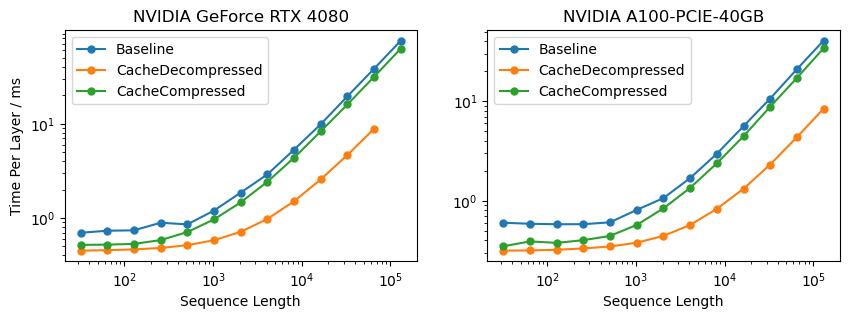 NVIDIA GeForce RTX 4080
Baseline
CacheDecompressed
CacheCompressed
Time Per Layer / ms
10¹
10⁰
10²
10³
10⁴
10⁵
Sequence Length
NVIDIA A100-PCIE-40GB
Baseline
CacheDecompressed
CacheCompressed
10¹
10⁰
10²
10³
10⁴
10⁵
Sequence Length